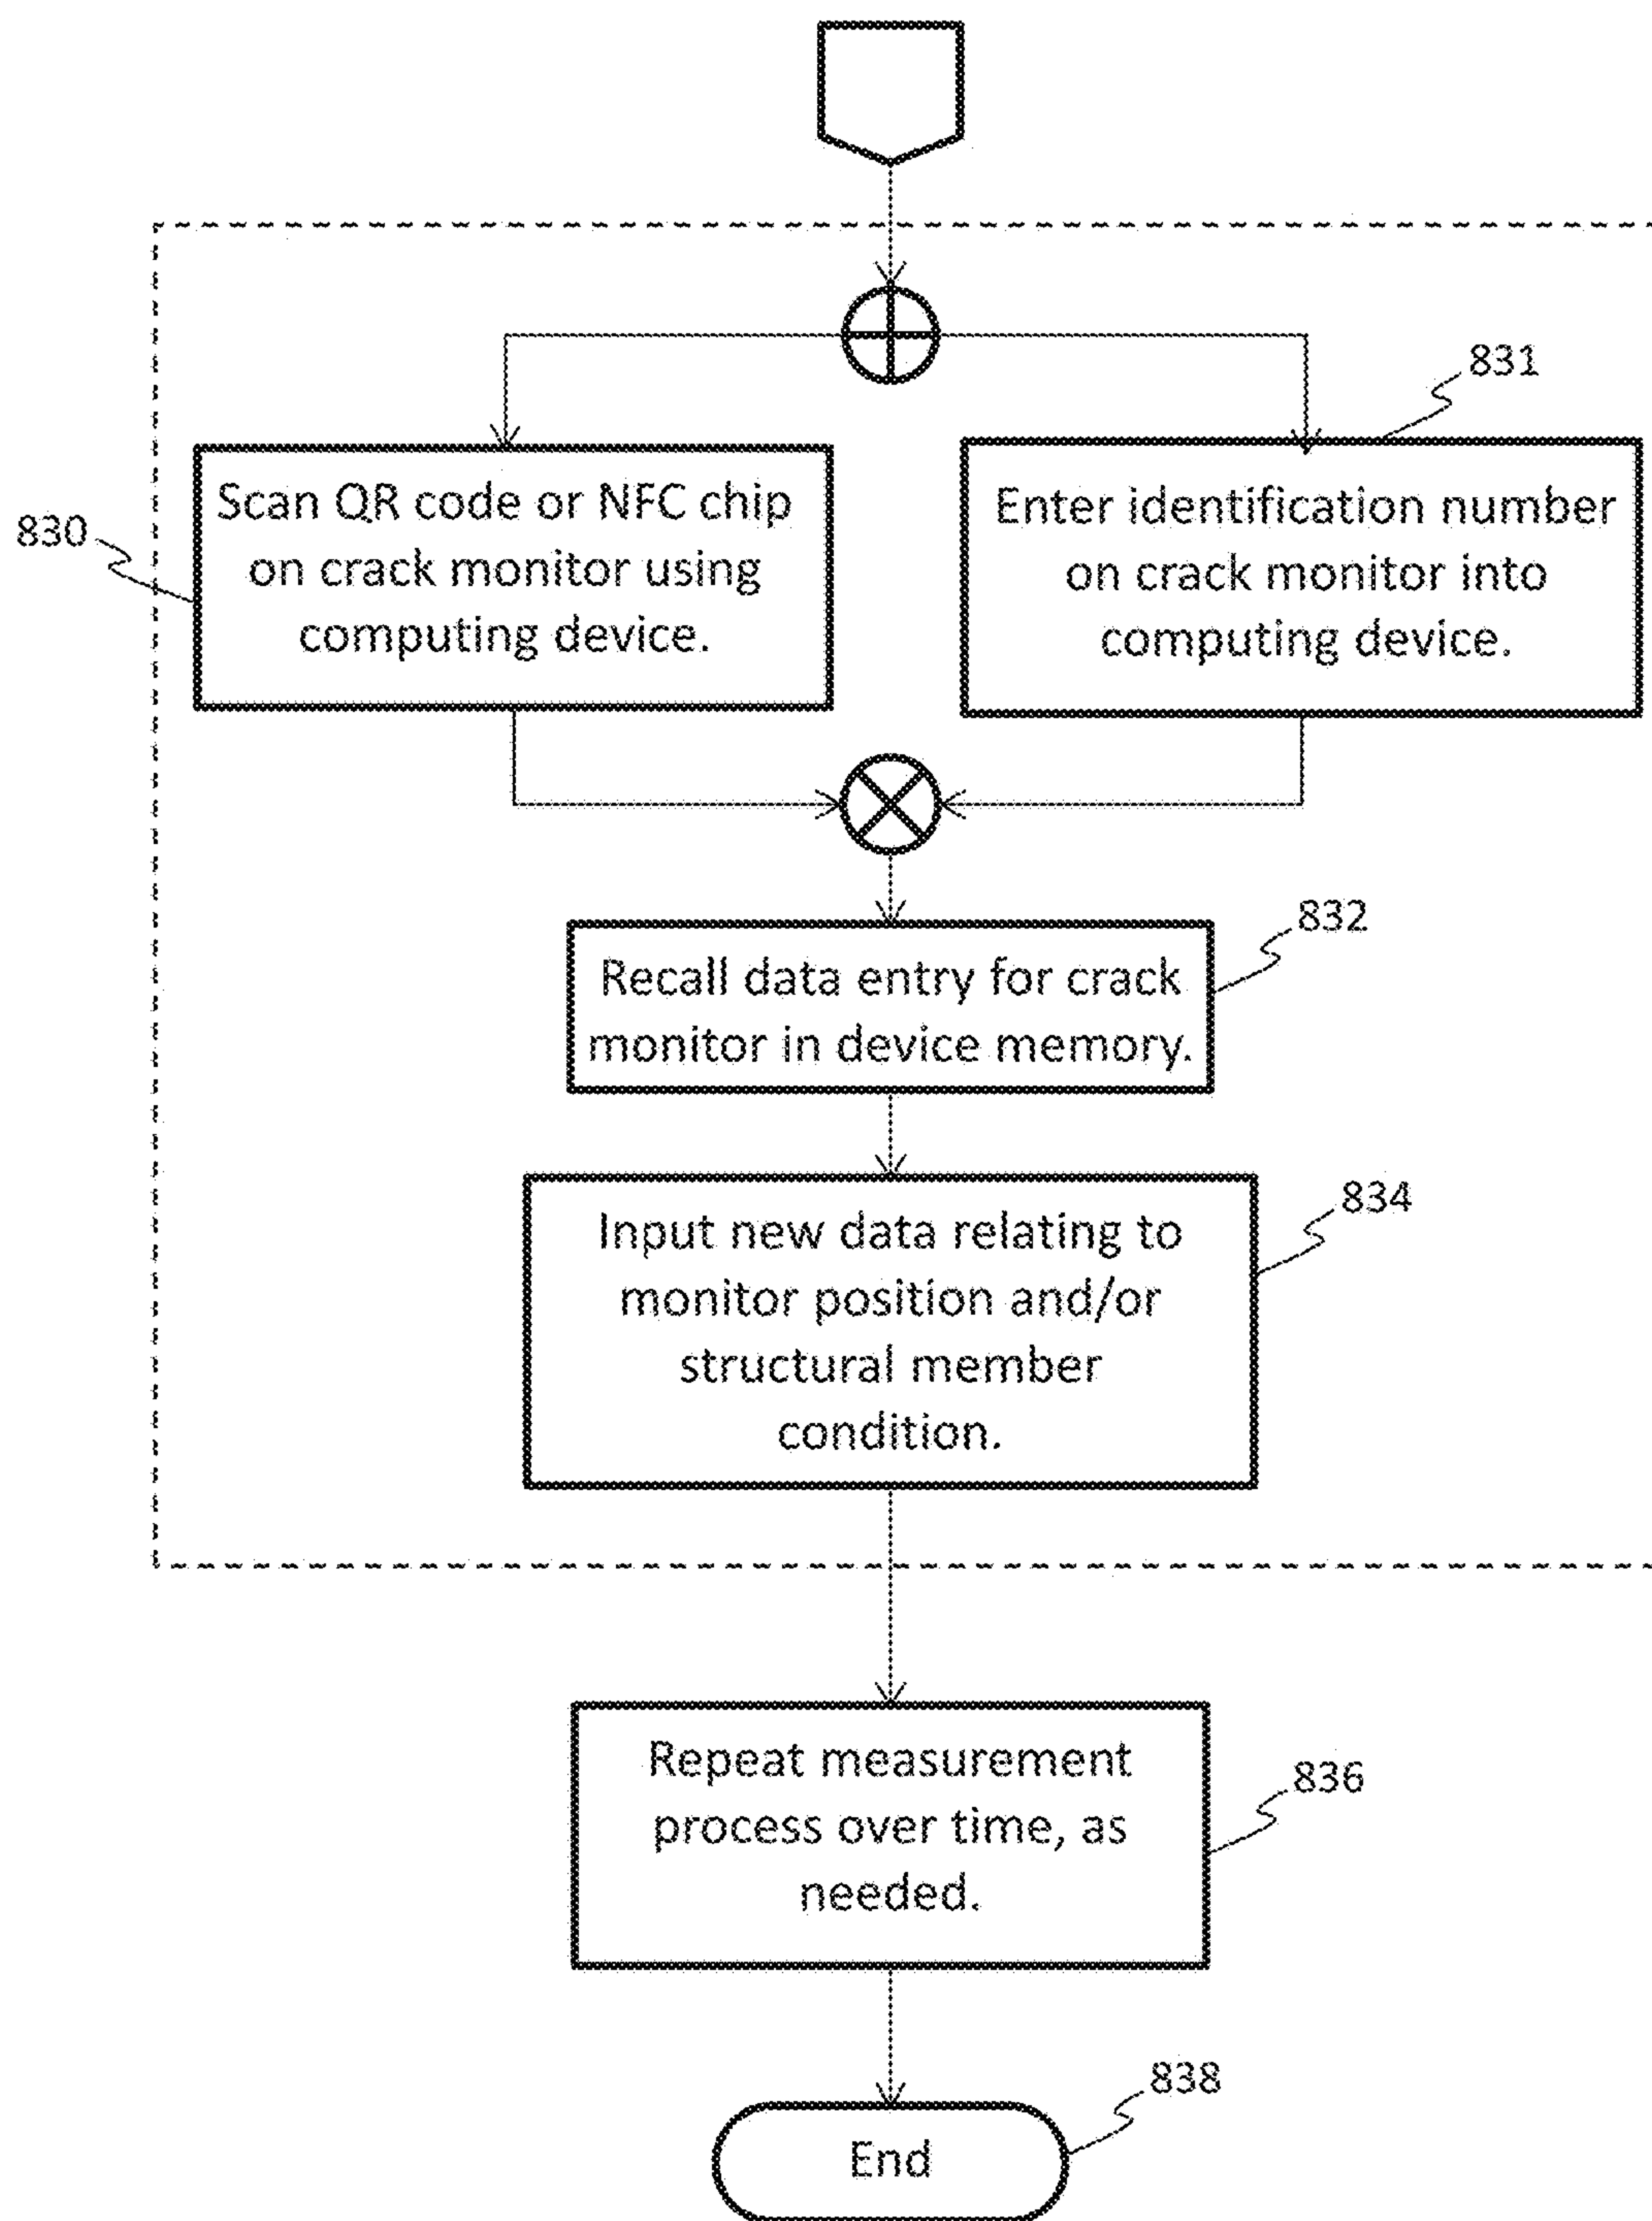 831
830
Scan QR code or NFC chip
on crack monitor using
computing device.
Enter identification number
on crack monitor into
computing device.
832
Recall data entry for crack
monitor in device memory.
834
Input new data relating to
monitor position and/or
structural member
condition.
836
Repeat measurement
process over time, as
needed.
838
End